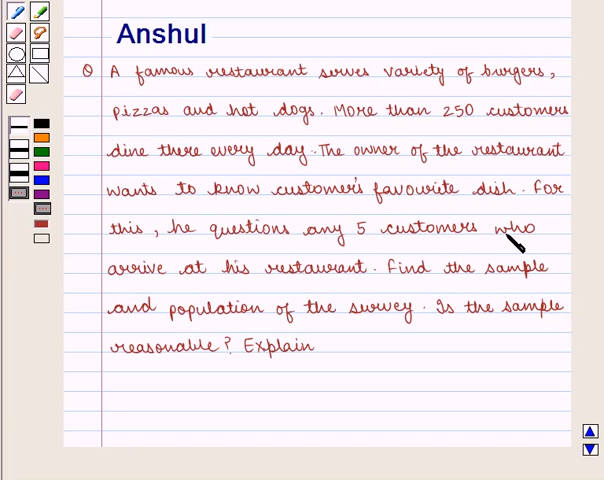 Anshul
Q A famous restaurant serves variety of burgers,
pizzas and hot dogs. More than 250 customers
dine there every day. The owner of the restaurant
wants to know customer's favourite dish. For
this, he questions any 5 customers who
arrive at his restaurant. Find the sample
and population of the survey. Is the sample
reasonable? Explain